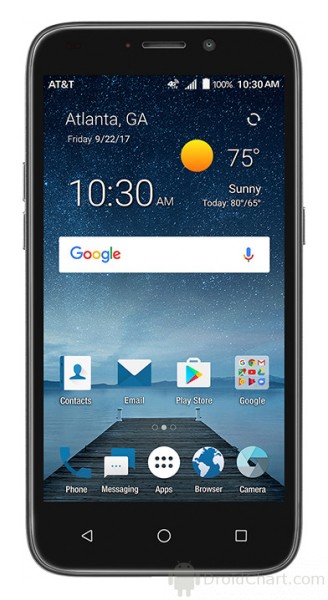 AT&T 4G 100% 10:30 AM
Atlanta, GA
Friday 9/22/17
10:30 AM
75°
Sunny
Today: 80°/65°
Google
Contacts Email Play Store Google
Phone Messaging Apps Browser Camera
DroidChart.com